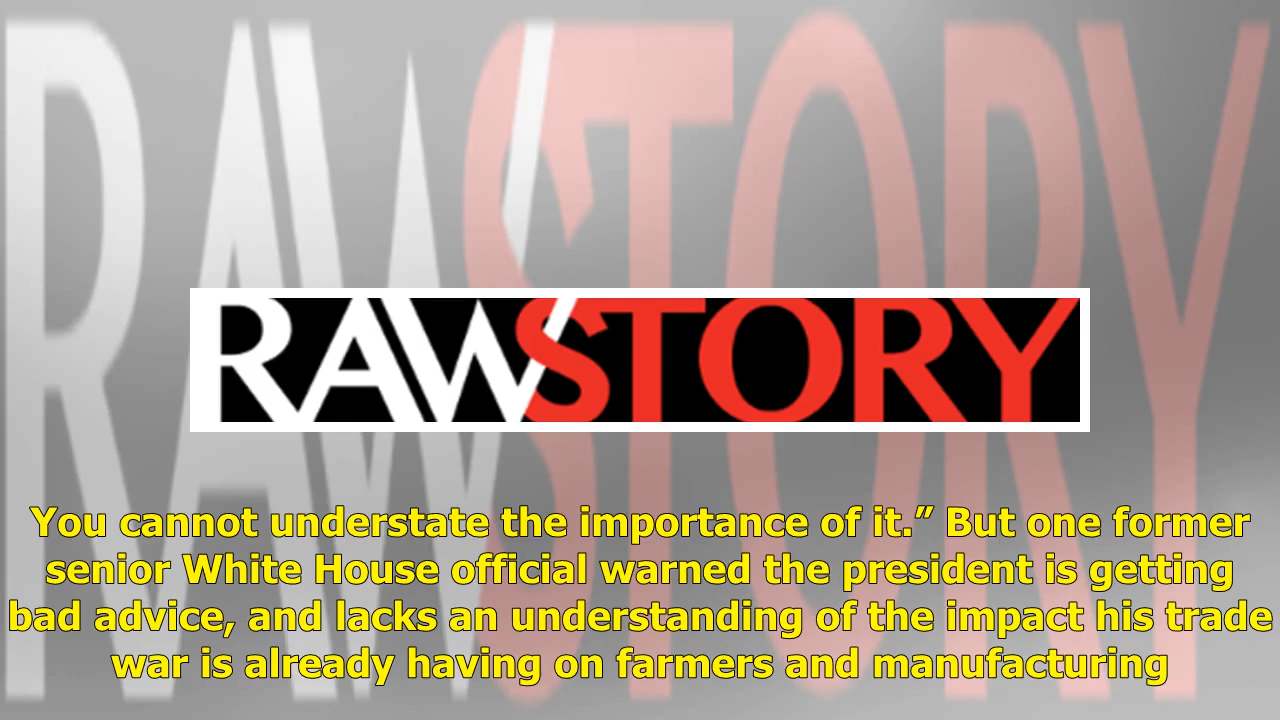 RAWSTORY
RAWSTORY
You cannot understate the importance of it.” But one former
senior White House official warned the president is getting
bad advice, and lacks an understanding of the impact his trade
war is already having on farmers and manufacturing